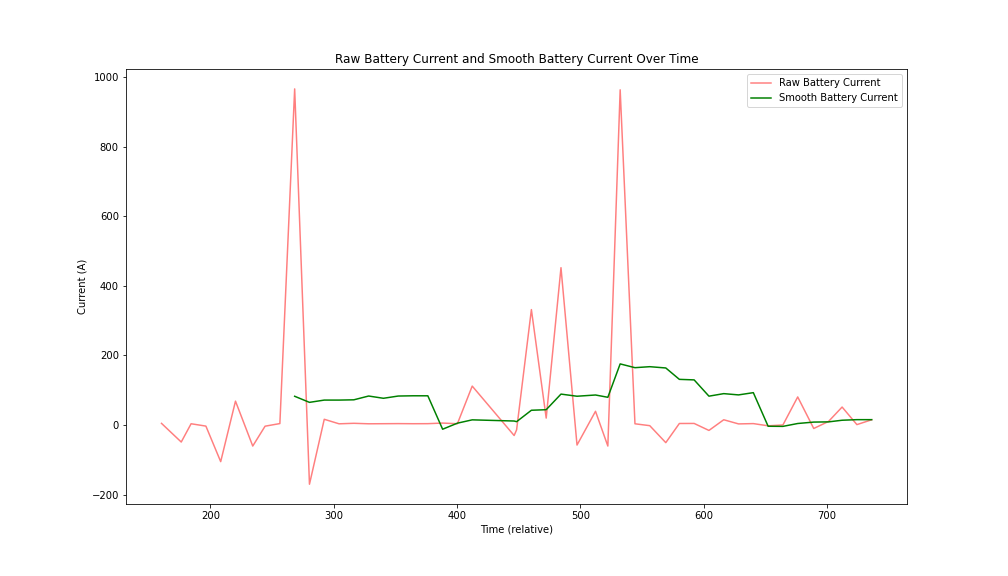 Raw Battery Current and Smooth Battery Current Over Time
Raw Battery Current
Smooth Battery Current
1000
800
600
400
200
0
−200
Current (A)
200 300 400 500 600 700
Time (relative)